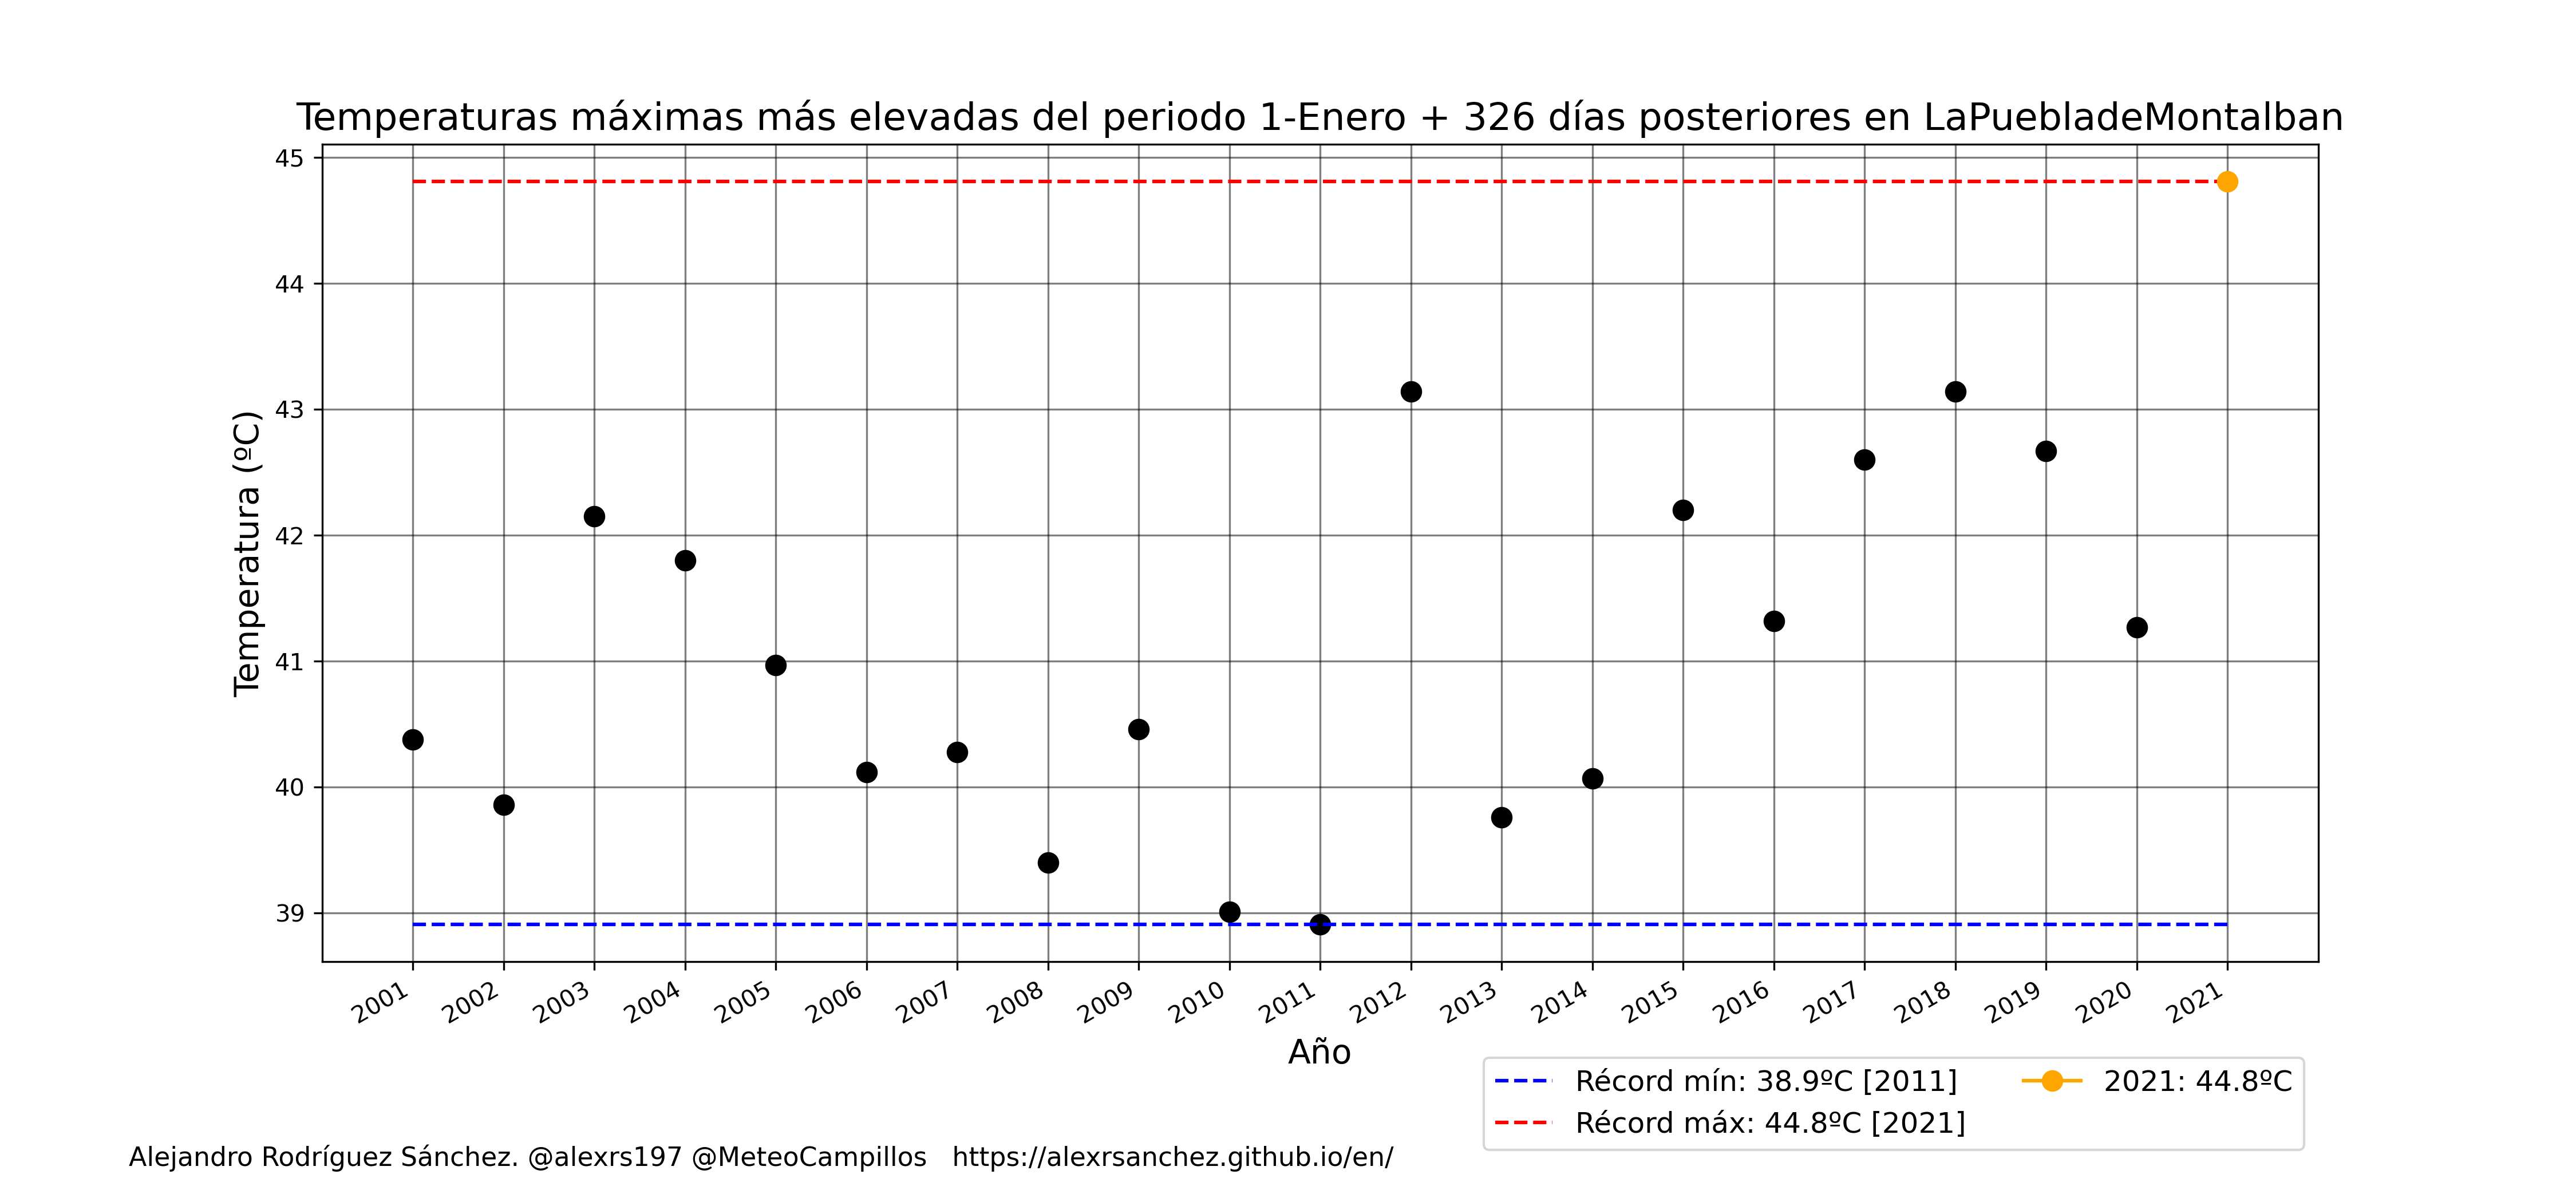 Temperaturas máximas más elevadas del periodo 1-Enero + 326 días posteriores en LaPuebladeMontalban
45
44
43
42
41
40
39
Temperatura (ºC)
2001 2002 2003 2004 2005 2006 2007 2008 2009 2010 2011 2012 2013 2014 2015 2016 2017 2018 2019 2020 2021
Año
Récord mín: 38.9ºC [2011] 2021: 44.8ºC
Récord máx: 44.8ºC [2021]
Alejandro Rodríguez Sánchez. @alexrs197 @MeteoCampillos https://alexrsanchez.github.io/en/